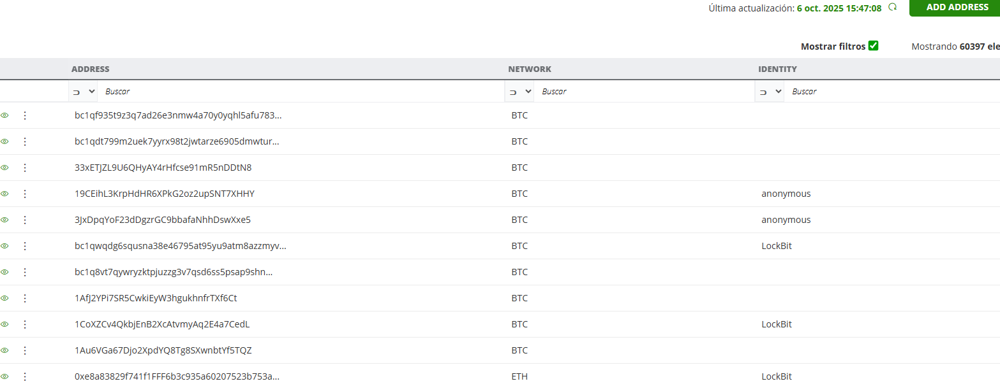 Última actualización: 6 oct. 2025 15:47:08 ADD ADDRESS
Mostrar filtros Mostrando 60397 ele
ADDRESS NETWORK IDENTITY
⊃ Buscar ⊃ Buscar ⊃ Buscar
bc1qf935t9z3q7ad26e3nmw4a70y0yqhl5afu783... BTC
bc1qdt799m2uek7yyrx98t2jwtarze6905dmwtur... BTC
33xETJZL9U6QHyAY4rHfcse91mR5nDDtN8 BTC
19CEihL3KrpHdHR6XPkG2oz2upSNT7XHHY BTC anonymous
3JxDpqYoF23dDgzrGC9bbafaNhhDswXxe5 BTC anonymous
bc1qwqdg6squsna38e46795at95yu9atm8azzmyv... BTC LockBit
bc1q8vt7qywryzktpjuzzg3v7qsd6ss5psap9shn... BTC
1AfJ2YPi7SR5CwkiEyW3hgukhnfrTXf6Ct BTC
1CoXZCv4QkbjEnB2XcAtvmyAq2E4a7CedL BTC LockBit
1Au6VGa67Djo2XpdYQ8Tg8SXwnbtYf5TQZ BTC
0xe8a83829f741f1FFF6b3c935a60207523b753a... ETH LockBit